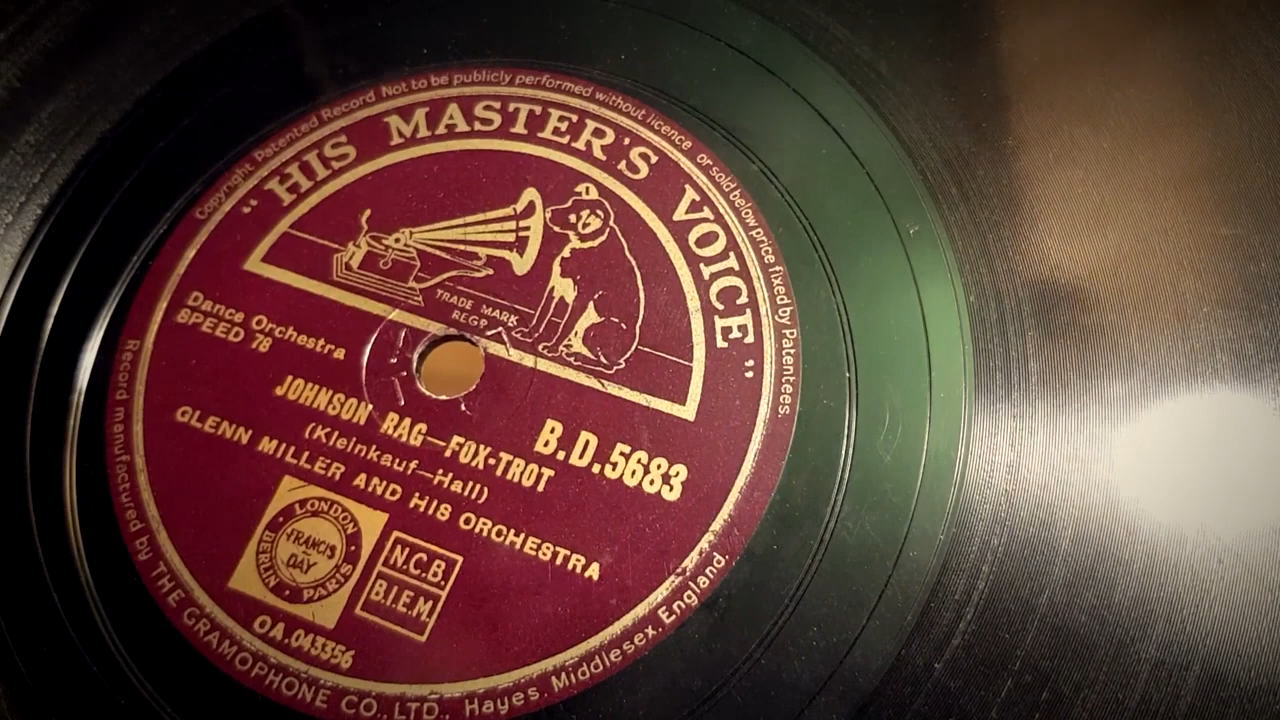 Copyright Patented Record Not to be publicly performed without licence or sold below price fixed by Patentees.
"HIS MASTER'S VOICE"
TRADE MARK
REGD
Dance Orchestra
SPEED 78
B.D.5683
JOHNSON RAG—FOX-TROT
(Kleinkauf—Hall)
GLENN MILLER AND HIS ORCHESTRA
LONDON
FRANCIS
DAY
BERLIN
PARIS
N.C.B.
B.I.E.M.
OA.043356
Record manufactured by THE GRAMOPHONE CO., LTD., Hayes. Middlesex. England.